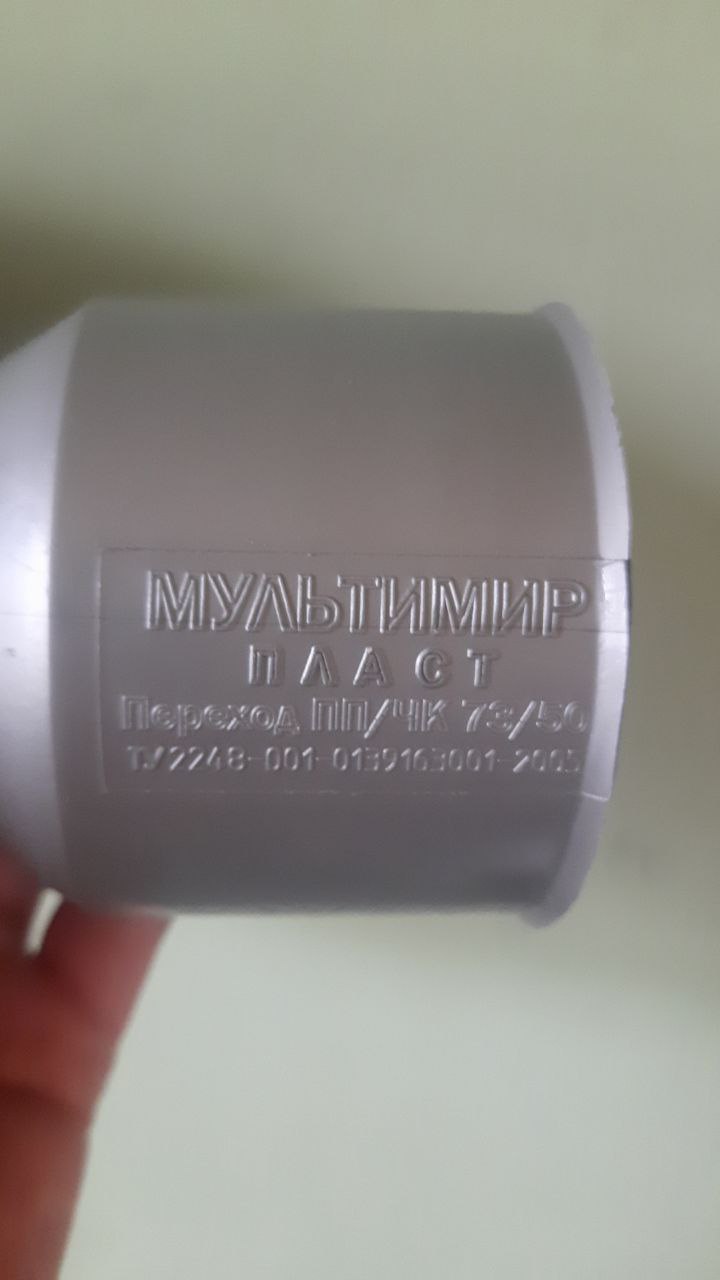 МУЛЬТИМИР
ПЛАСТ
Переход ПП/ЧК 73/50
ТУ2248-001-0139163001-2005